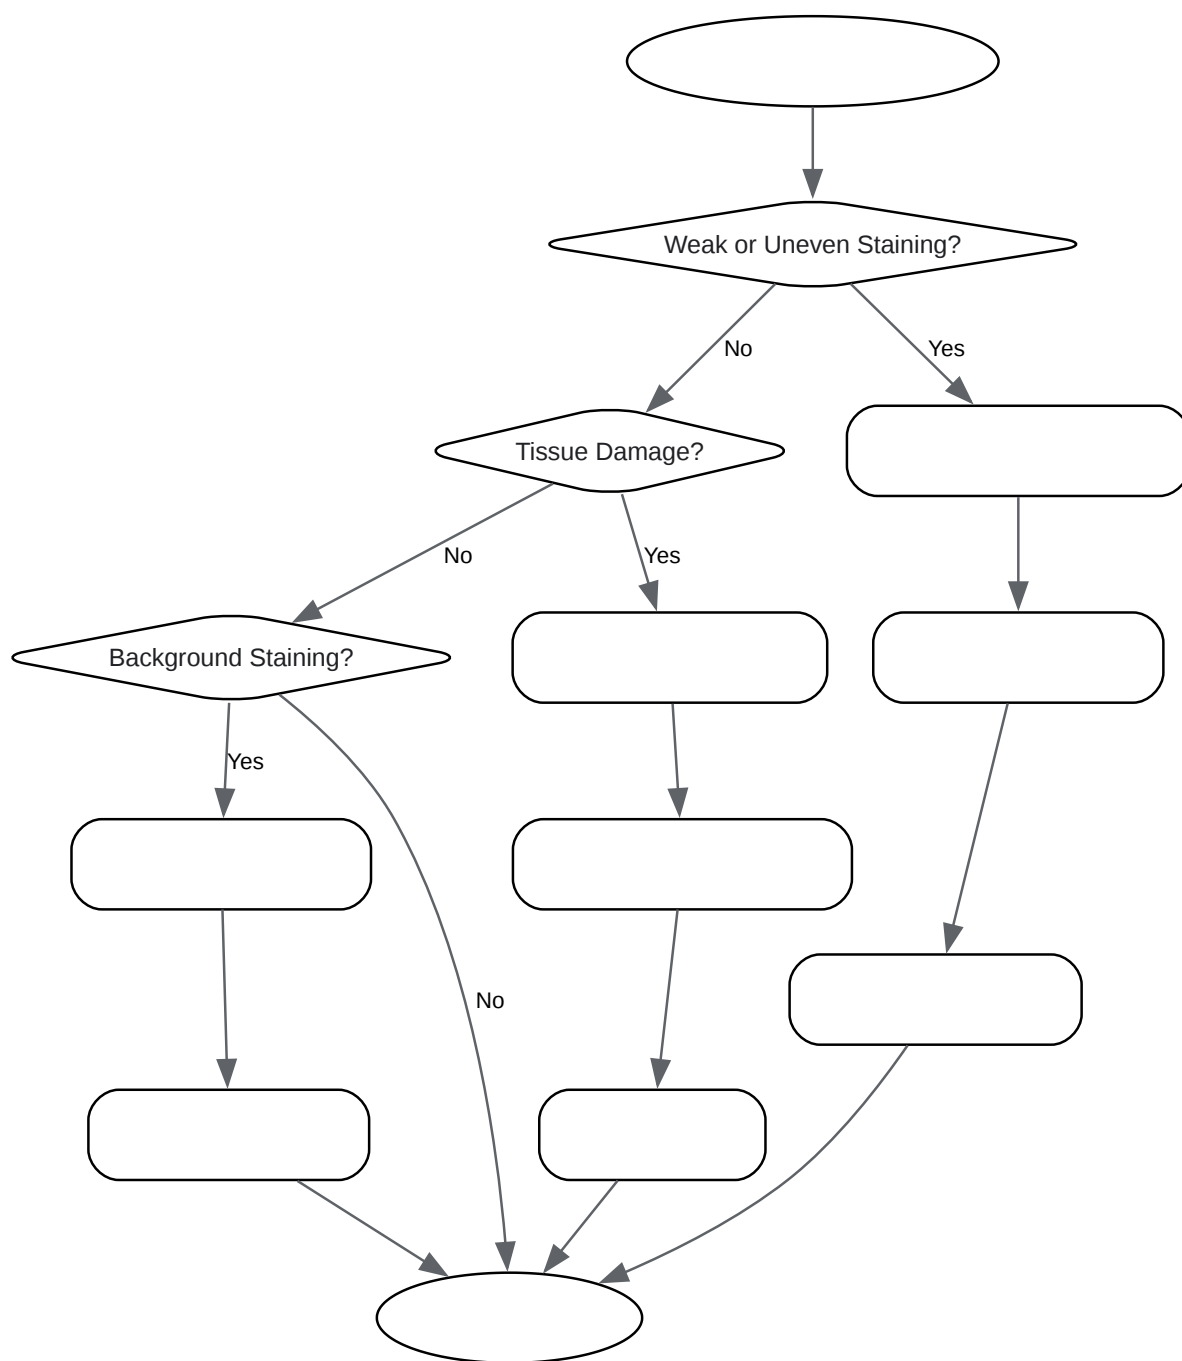 Weak or Uneven Staining?
No
Yes
Tissue Damage?
No
Yes
Background Staining?
Yes
No